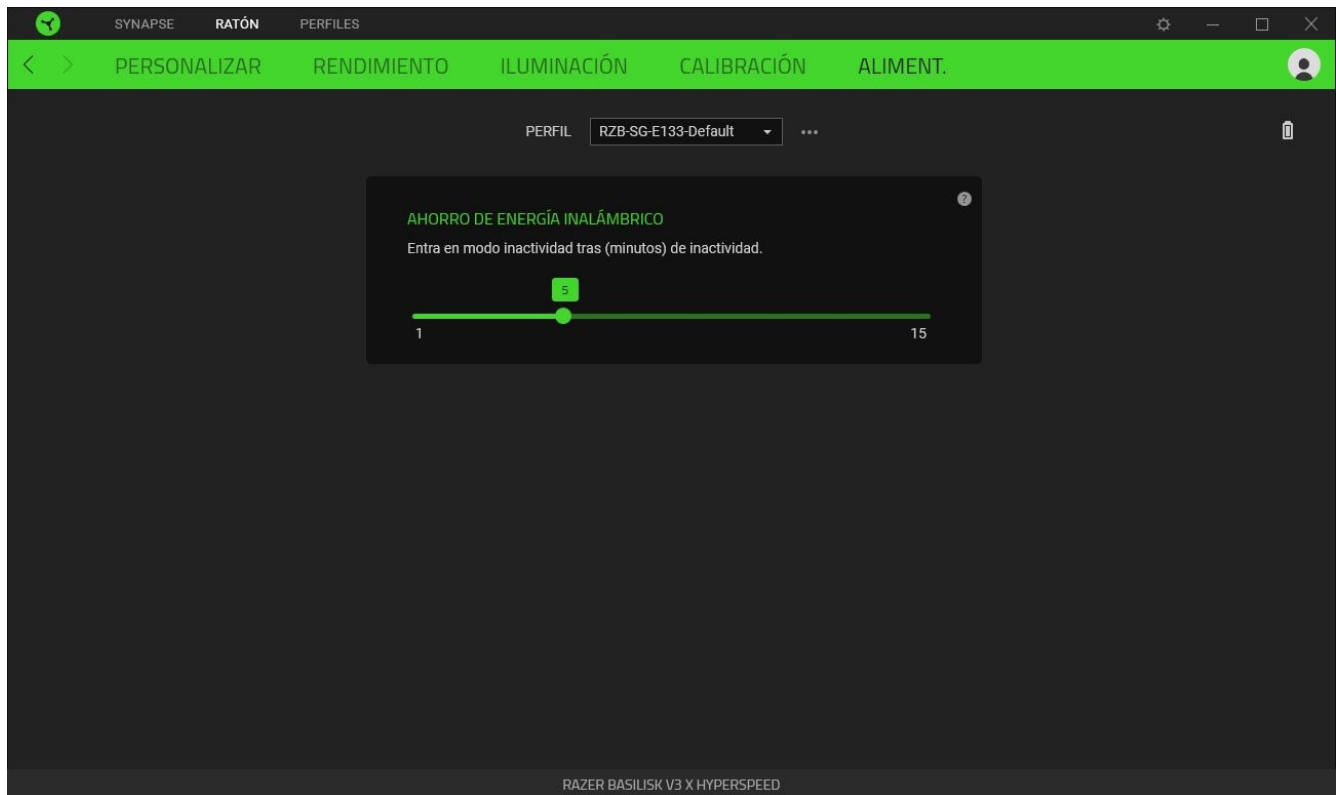 SYNAPSE RATÓN PERFILES
PERSONALIZAR RENDIMIENTO ILUMINACIÓN CALIBRACIÓN ALIMENT.
PERFIL RZB-SG-E133-Default
AHORRO DE ENERGÍA INALÁMBRICO
Entra en modo inactividad tras (minutos) de inactividad.
5
1 15
RAZER BASILISK V3 X HYPERSPEED